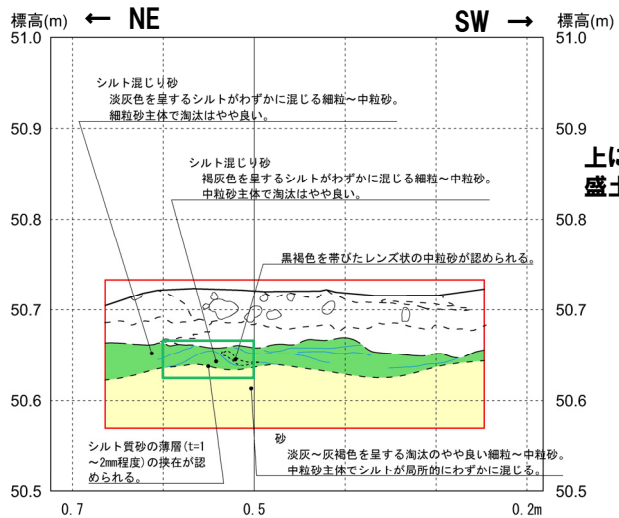 標高(m) ← NE SW → 標高(m)
51.0 51.0
シルト混じり砂
淡灰色を呈するシルトがわずかに混じる細粒～中粒砂。
細粒砂主体で淘汰はやや良い。
50.9 50.9
シルト混じり砂
褐灰色を呈するシルトがわずかに混じる細粒～中粒砂。
中粒砂主体で淘汰はやや良い。
上に
盛土
50.8 50.8
黒褐色を帯びたレンズ状の中粒砂が認められる。
50.7 50.7
50.6 50.6
シルト質砂の薄層(t=1
～2mm程度)の挟在が認
められる。
砂
淡灰～灰褐色を呈する淘汰のやや良い細粒～中粒砂。
中粒砂主体でシルトが局所的にわずかに混じる。
50.5 50.5
0.7 0.5 0.2m